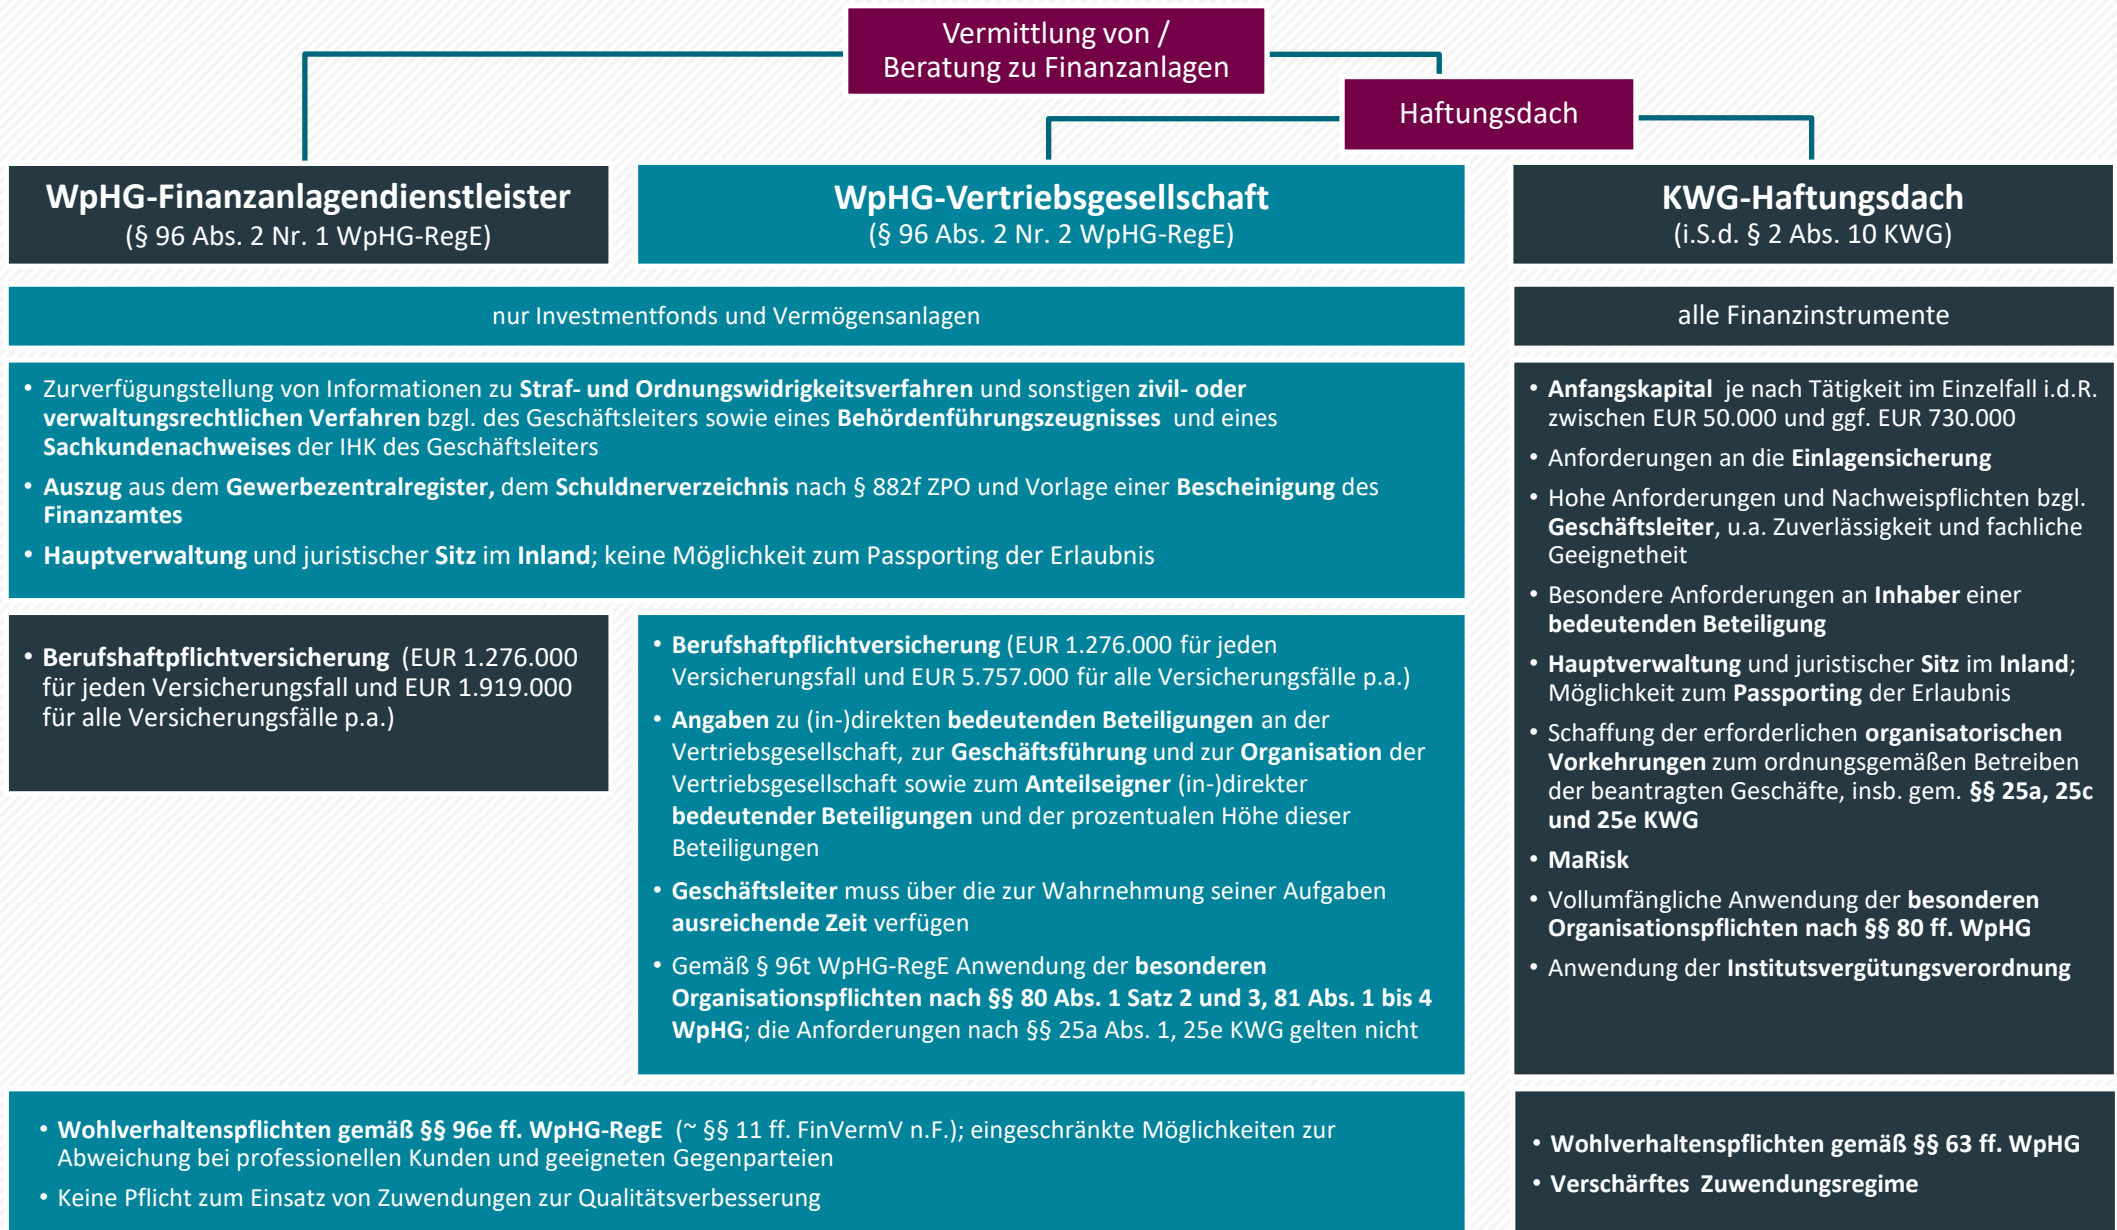 Vermittlung von /
Beratung zu Finanzanlagen
Haftungsdach
WpHG-Finanzanlagendienstleister
(§ 96 Abs. 2 Nr. 1 WpHG-RegE)
WpHG-Vertriebsgesellschaft
(§ 96 Abs. 2 Nr. 2 WpHG-RegE)
KWG-Haftungsdach
(i.S.d. § 2 Abs. 10 KWG)
nur Investmentfonds und Vermögensanlagen
alle Finanzinstrumente
• Zurverfügungstellung von Informationen zu Straf- und Ordnungswidrigkeitsverfahren und sonstigen zivil- oder
verwaltungsrechtlichen Verfahren bzgl. des Geschäftsleiters sowie eines Behördenführungszeugnisses und eines
Sachkundenachweises der IHK des Geschäftsleiters
• Auszug aus dem Gewerbezentralregister, dem Schuldnerverzeichnis nach § 882f ZPO und Vorlage einer Bescheinigung des
Finanzamtes
• Hauptverwaltung und juristischer Sitz im Inland; keine Möglichkeit zum Passporting der Erlaubnis
• Berufshaftpflichtversicherung (EUR 1.276.000
für jeden Versicherungsfall und EUR 1.919.000
für alle Versicherungsfälle p.a.)
• Berufshaftpflichtversicherung (EUR 1.276.000 für jeden
Versicherungsfall und EUR 5.757.000 für alle Versicherungsfälle p.a.)
• Angaben zu (in-)direkten bedeutenden Beteiligungen an der
Vertriebsgesellschaft, zur Geschäftsführung und zur Organisation der
Vertriebsgesellschaft sowie zum Anteilseigner (in-)direkter
bedeutender Beteiligungen und der prozentualen Höhe dieser
Beteiligungen
• Geschäftsleiter muss über die zur Wahrnehmung seiner Aufgaben
ausreichende Zeit verfügen
• Gemäß § 96t WpHG-RegE Anwendung der besonderen
Organisationspflichten nach §§ 80 Abs. 1 Satz 2 und 3, 81 Abs. 1 bis 4
WpHG; die Anforderungen nach §§ 25a Abs. 1, 25e KWG gelten nicht
• Anfangskapital je nach Tätigkeit im Einzelfall i.d.R.
zwischen EUR 50.000 und ggf. EUR 730.000
• Anforderungen an die Einlagensicherung
• Hohe Anforderungen und Nachweispflichten bzgl.
Geschäftsleiter, u.a. Zuverlässigkeit und fachliche
Geeignetheit
• Besondere Anforderungen an Inhaber einer
bedeutenden Beteiligung
• Hauptverwaltung und juristischer Sitz im Inland;
Möglichkeit zum Passporting der Erlaubnis
• Schaffung der erforderlichen organisatorischen
Vorkehrungen zum ordnungsgemäßen Betreiben
der beantragten Geschäfte, insb. gem. §§ 25a, 25c
und 25e KWG
• MaRisk
• Vollumfängliche Anwendung der besonderen
Organisationspflichten nach §§ 80 ff. WpHG
• Anwendung der Institutsvergütungsverordnung
• Wohlverhaltenspflichten gemäß §§ 96e ff. WpHG-RegE (~ §§ 11 ff. FinVermV n.F.); eingeschränkte Möglichkeiten zur
Abweichung bei professionellen Kunden und geeigneten Gegenparteien
• Keine Pflicht zum Einsatz von Zuwendungen zur Qualitätsverbesserung
• Wohlverhaltenspflichten gemäß §§ 63 ff. WpHG
• Verschärftes Zuwendungsregime